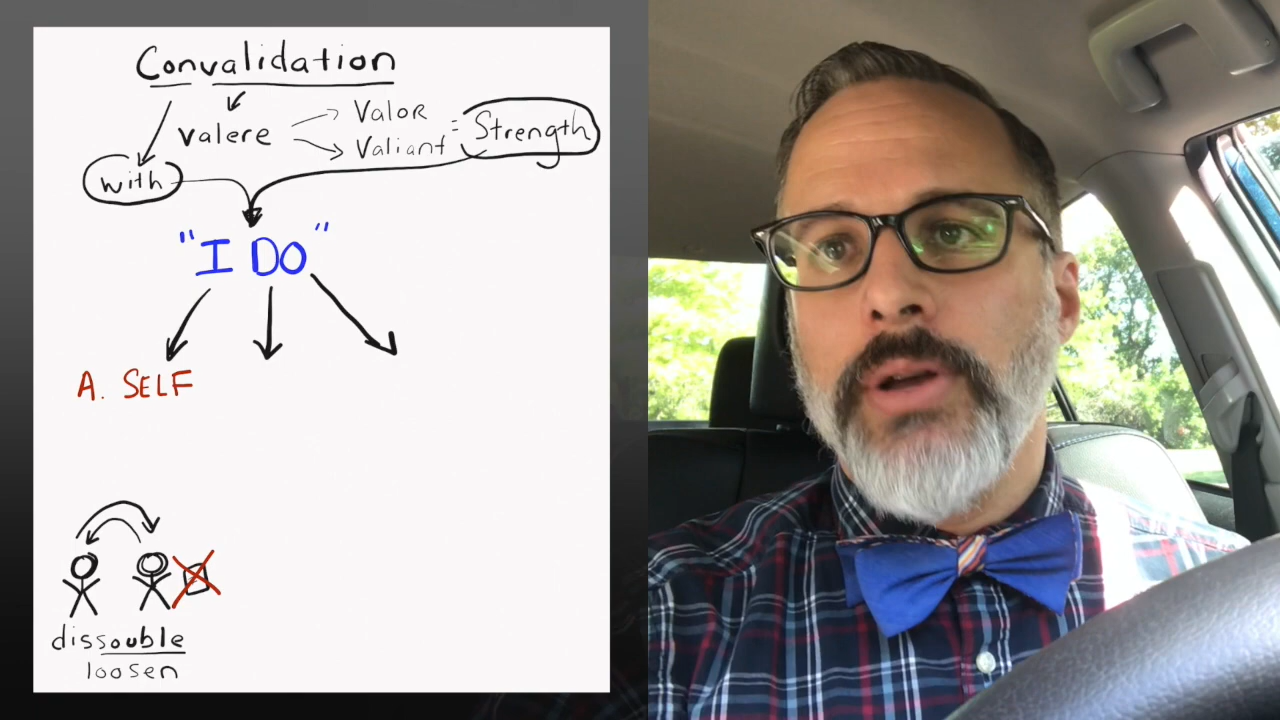 Convalidation
valere
Valor
Valiant = Strength
with
"I DO"
A. SELF
dissouble
loosen